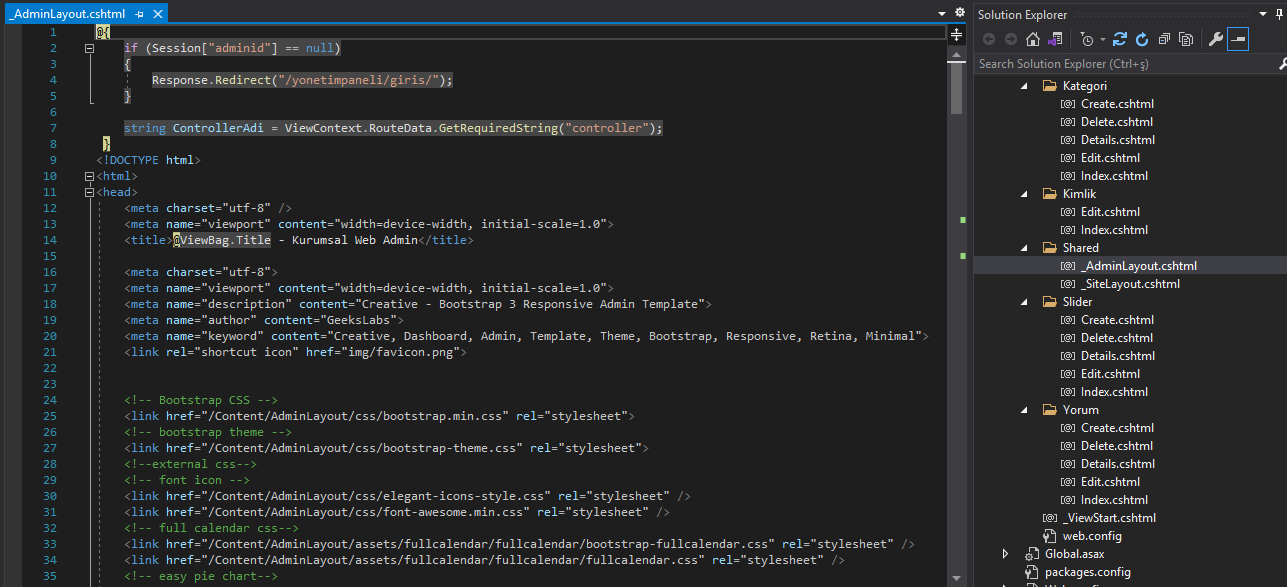 _AdminLayout.cshtml
1 @{
2 if (Session["adminid"] == null)
3 {
4 Response.Redirect("/yonetimpaneli/giris/");
5 }
6
7 string ControllerAdi = ViewContext.RouteData.GetRequiredString("controller");
8 }
9 <!DOCTYPE html>
10 <html>
11 <head>
12 <meta charset="utf-8" />
13 <meta name="viewport" content="width=device-width, initial-scale=1.0">
14 <title>@ViewBag.Title - Kurumsal Web Admin</title>
15
16 <meta charset="utf-8">
17 <meta name="viewport" content="width=device-width, initial-scale=1.0">
18 <meta name="description" content="Creative - Bootstrap 3 Responsive Admin Template">
19 <meta name="author" content="GeeksLabs">
20 <meta name="keyword" content="Creative, Dashboard, Admin, Template, Theme, Bootstrap, Responsive, Retina, Minimal">
21 <link rel="shortcut icon" href="img/favicon.png">
22
23
24 <!-- Bootstrap CSS -->
25 <link href="/Content/AdminLayout/css/bootstrap.min.css" rel="stylesheet">
26 <!-- bootstrap theme -->
27 <link href="/Content/AdminLayout/css/bootstrap-theme.css" rel="stylesheet">
28 <!--external css-->
29 <!-- font icon -->
30 <link href="/Content/AdminLayout/css/elegant-icons-style.css" rel="stylesheet" />
31 <link href="/Content/AdminLayout/css/font-awesome.min.css" rel="stylesheet" />
32 <!-- full calendar css-->
33 <link href="/Content/AdminLayout/assets/fullcalendar/fullcalendar/bootstrap-fullcalendar.css" rel="stylesheet" />
34 <link href="/Content/AdminLayout/assets/fullcalendar/fullcalendar/fullcalendar.css" rel="stylesheet" />
35 <!-- easy pie chart-->
Solution Explorer
Search Solution Explorer (Ctrl+ş)
Kategori
[@] Create.cshtml
[@] Delete.cshtml
[@] Details.cshtml
[@] Edit.cshtml
[@] Index.cshtml
Kimlik
[@] Edit.cshtml
[@] Index.cshtml
Shared
[@] _AdminLayout.cshtml
[@] _SiteLayout.cshtml
Slider
[@] Create.cshtml
[@] Delete.cshtml
[@] Details.cshtml
[@] Edit.cshtml
[@] Index.cshtml
Yorum
[@] Create.cshtml
[@] Delete.cshtml
[@] Details.cshtml
[@] Edit.cshtml
[@] Index.cshtml
[@] _ViewStart.cshtml
web.config
Global.asax
packages.config